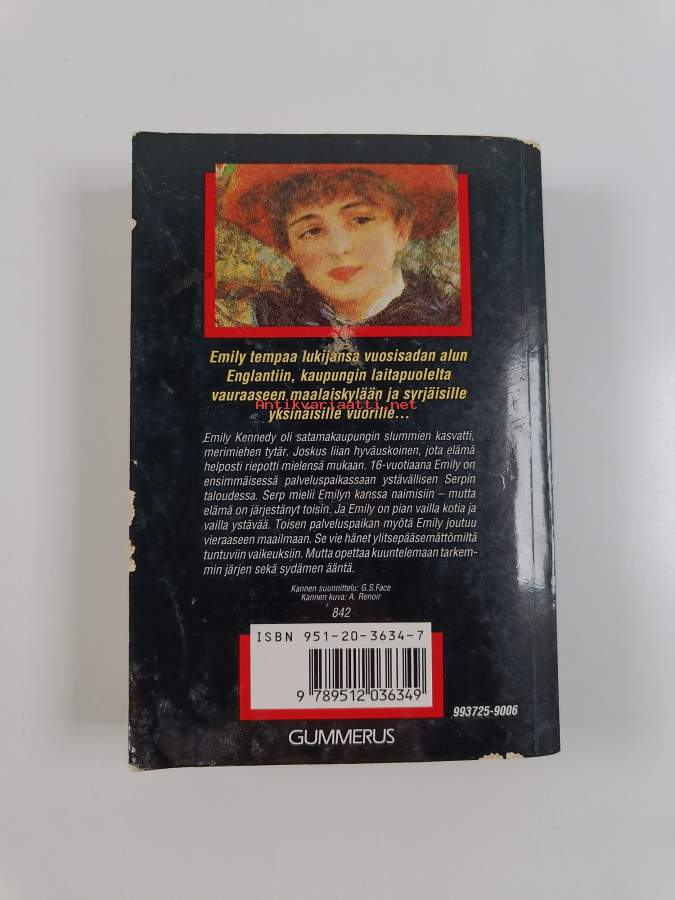 Emily tempaa lukijansa vuosisadan alun
Englantiin, kaupungin laitapuolelta
vauraaseen maalaiskylään ja syrjäisille
Antikvariaatti.net
yksinäisille vuorille...
Emily Kennedy oli satamakaupungin slummien kasvatti,
merimiehen tytär. Joskus liian hyväuskoinen, jota elämä
helposti riepotti mielensä mukaan. 16-vuotiaana Emily on
ensimmäisessä palveluspaikassaan ystävällisen Serpin
taloudessa. Serp mielii Emilyn kanssa naimisiin – mutta
elämä on järjestänyt toisin. Ja Emily on pian vailla kotia ja
vailla ystävää. Toisen palveluspaikan myötä Emily joutuu
vieraaseen maailmaan. Se vie hänet ylitsepääsemättömiltä
tuntuviin vaikeuksiin. Mutta opettaa kuuntelemaan tarkem-
min järjen sekä sydämen ääntä.
Kannen suunnittelu: G.S.Face
Kannen kuva: A. Renoir
842
ISBN 951-20-3634-7
9 789512 036349
993725-9006
GUMMERUS